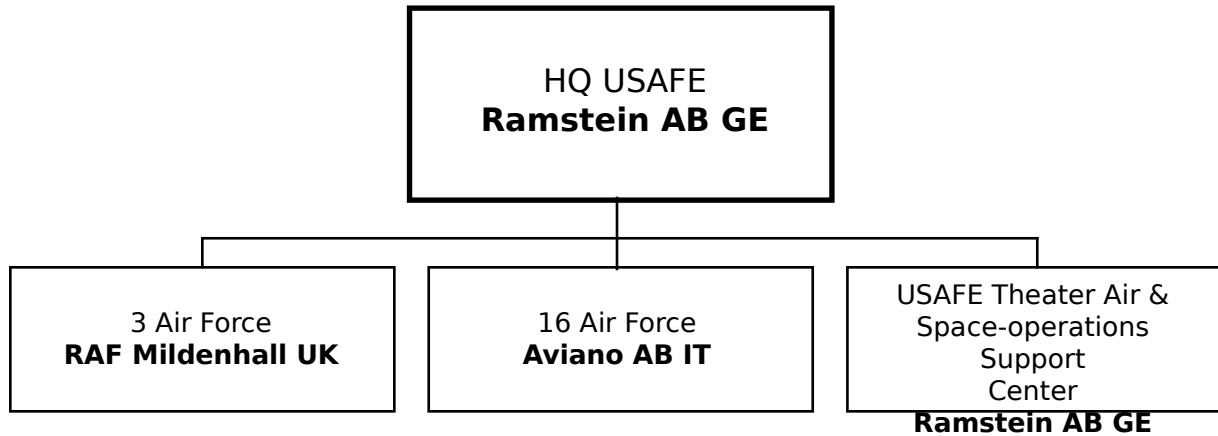 HQ USAFE
Ramstein AB GE
3 Air Force
RAF Mildenhall UK
16 Air Force
Aviano AB IT
USAFE Theater Air &
Space-operations
Support
Center
Ramstein AB GE